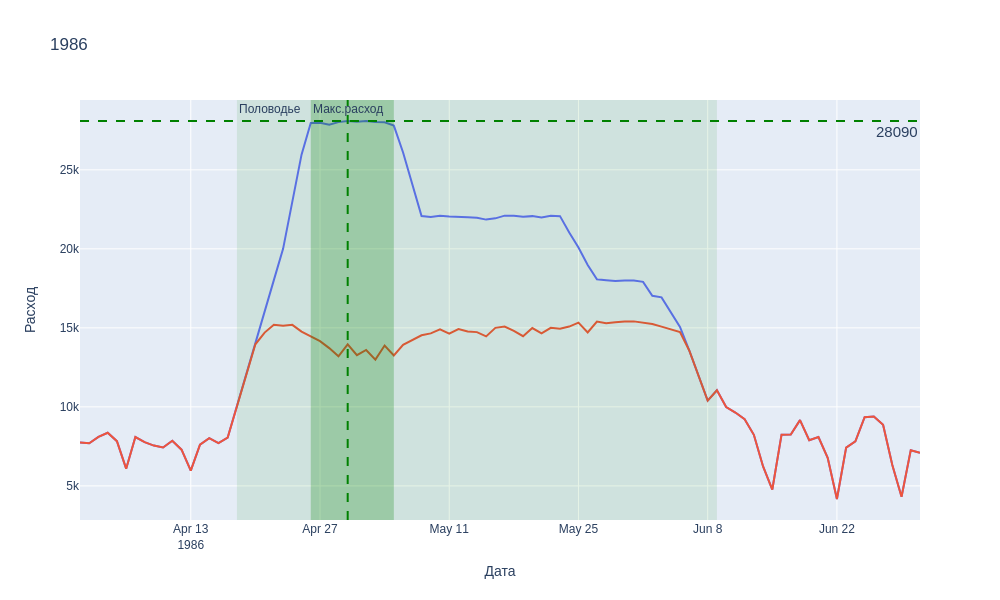 1986
Половодье
Макс.расход
28090
25k
20k
15k
10k
5k
Расход
Apr 13
1986
Apr 27
May 11
May 25
Jun 8
Jun 22
Дата